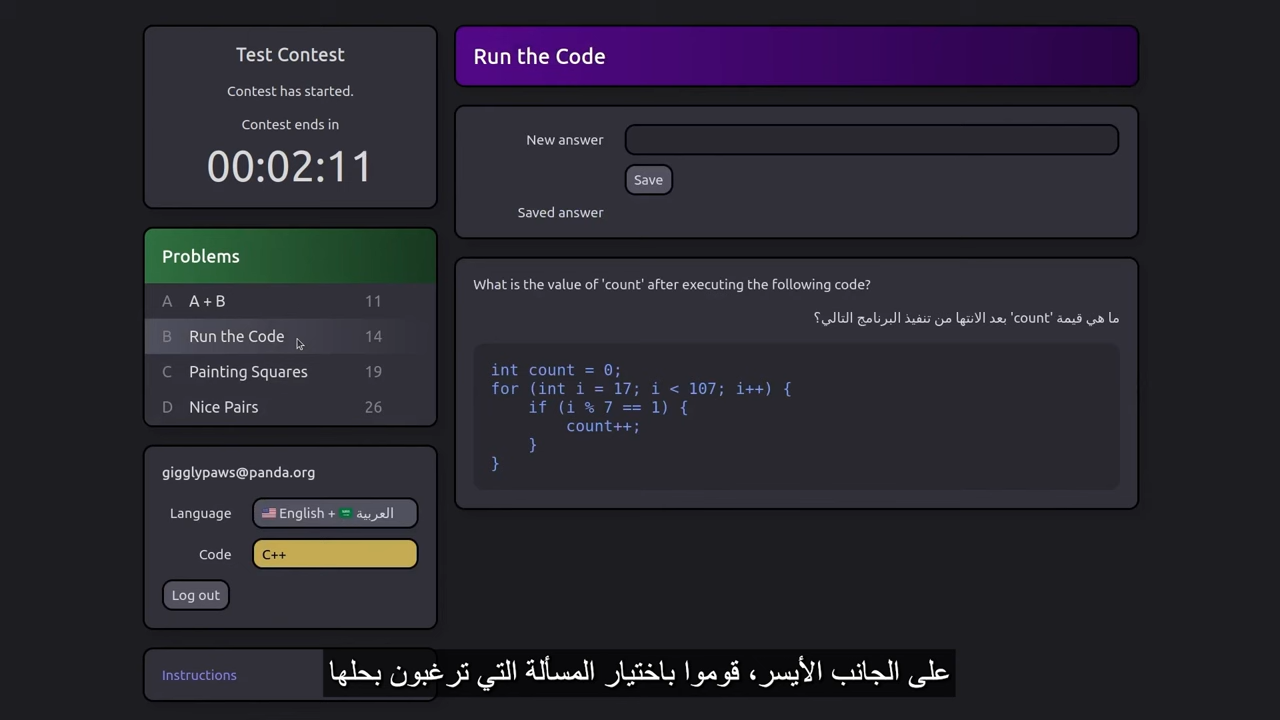 Test Contest
Contest has started.
Contest ends in
00:02:11
Problems
A A + B 11
B Run the Code 14
C Painting Squares 19
D Nice Pairs 26
gigglypaws@panda.org
Language English + العربية
Code C++
Log out
Instructions
Run the Code
New answer
Save
Saved answer
What is the value of 'count' after executing the following code?
ما هي قيمة 'count' بعد الانتها من تنفيذ البرنامج التالي؟
int count = 0;
for (int i = 17; i < 107; i++) {
    if (i % 7 == 1) {
        count++;
    }
}
على الجانب الأيسر، قوموا باختيار المسألة التي ترغبون بحلها